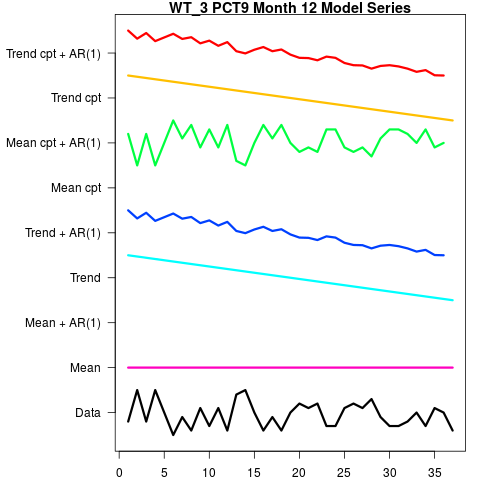 WT_3 PCT9 Month 12 Model Series
Trend cpt + AR(1)
Trend cpt
Mean cpt + AR(1)
Mean cpt
Trend + AR(1)
Trend
Mean + AR(1)
Mean
Data
0 5 10 15 20 25 30 35